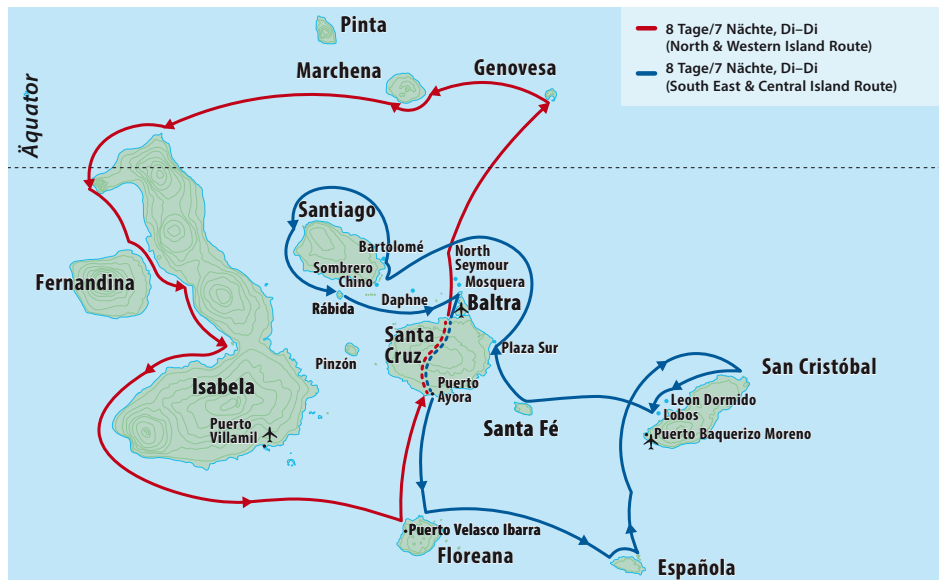 Pinta
8 Tage/7 Nächte, Di–Di
(North & Western Island Route)
8 Tage/7 Nächte, Di–Di
(South East & Central Island Route)
Marchena
Genovesa
Äquator
Santiago
Bartolomé
North
Seymour
Sombrero
Chino
Mosquera
Fernandina
Daphne
Baltra
Rábida
Santa
Cruz
Plaza Sur
Pinzón
San Cristóbal
Isabela
Puerto
Ayora
Leon Dormido
Lobos
Santa Fé
Puerto
Villamil
Puerto Baquerizo Moreno
Puerto Velasco Ibarra
Floreana
Española